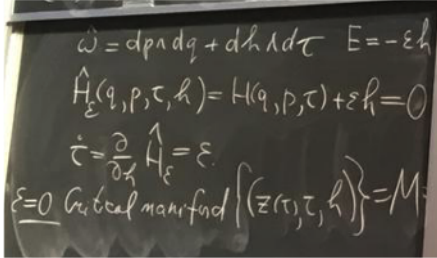 ω̂ = dp∧dq + dh∧dτ  E = -εh
Ĥ_ε(q,p,τ,h) = H(q,p,τ) + εh = 0
τ̇ = ∂/∂h Ĥ_ε = ε
ε=0 Critical manifold {(z(τ),τ,h)} = M =